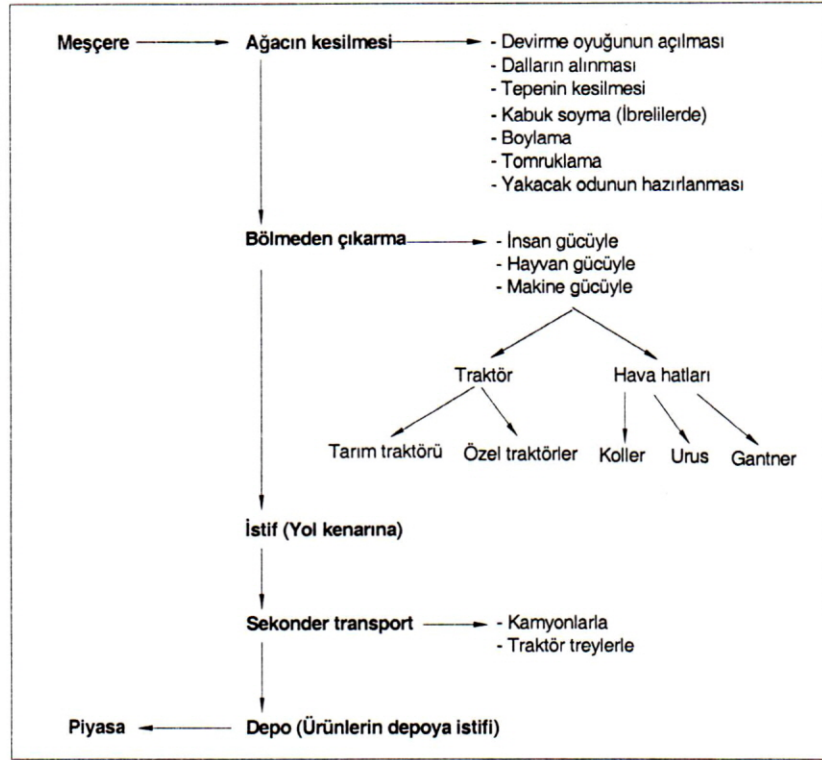 Meşçere Ağacın kesilmesi - Devirme oyuğunun açılması
- Dalların alınması
- Tepenin kesilmesi
- Kabuk soyma (İbrelilerde)
- Boylama
- Tomruklama
- Yakacak odunun hazırlanması
Bölmeden çıkarma - İnsan gücüyle
- Hayvan gücüyle
- Makine gücüyle
Traktör Hava hatları
Tarım traktörü Özel traktörler Koller Urus Gantner
İstif (Yol kenarına)
Sekonder transport - Kamyonlarla
- Traktör treylerle
Piyasa Depo (Ürünlerin depoya istifi)